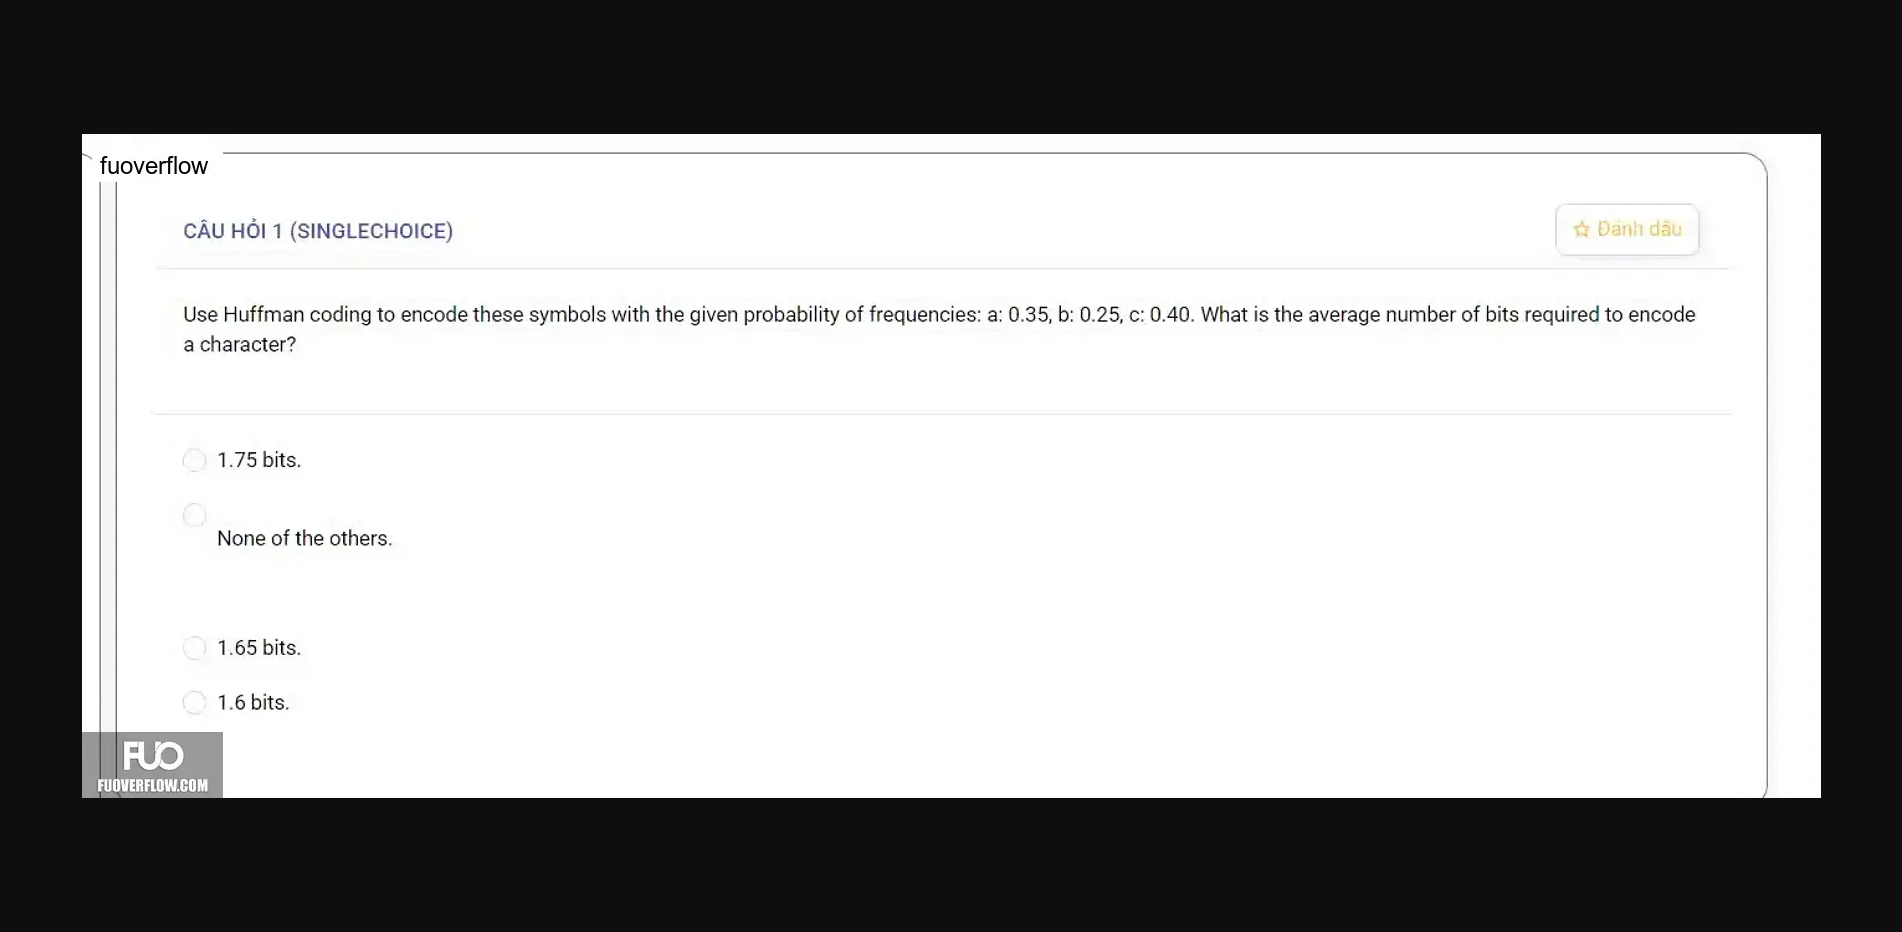 fuoverflow
CÂU HỎI 1 (SINGLECHOICE)
Đánh dấu
Use Huffman coding to encode these symbols with the given probability of frequencies: a: 0.35, b: 0.25, c: 0.40. What is the average number of bits required to encode
a character?
1.75 bits.
None of the others.
1.65 bits.
1.6 bits.
FUO
FUOVERFLOW.COM